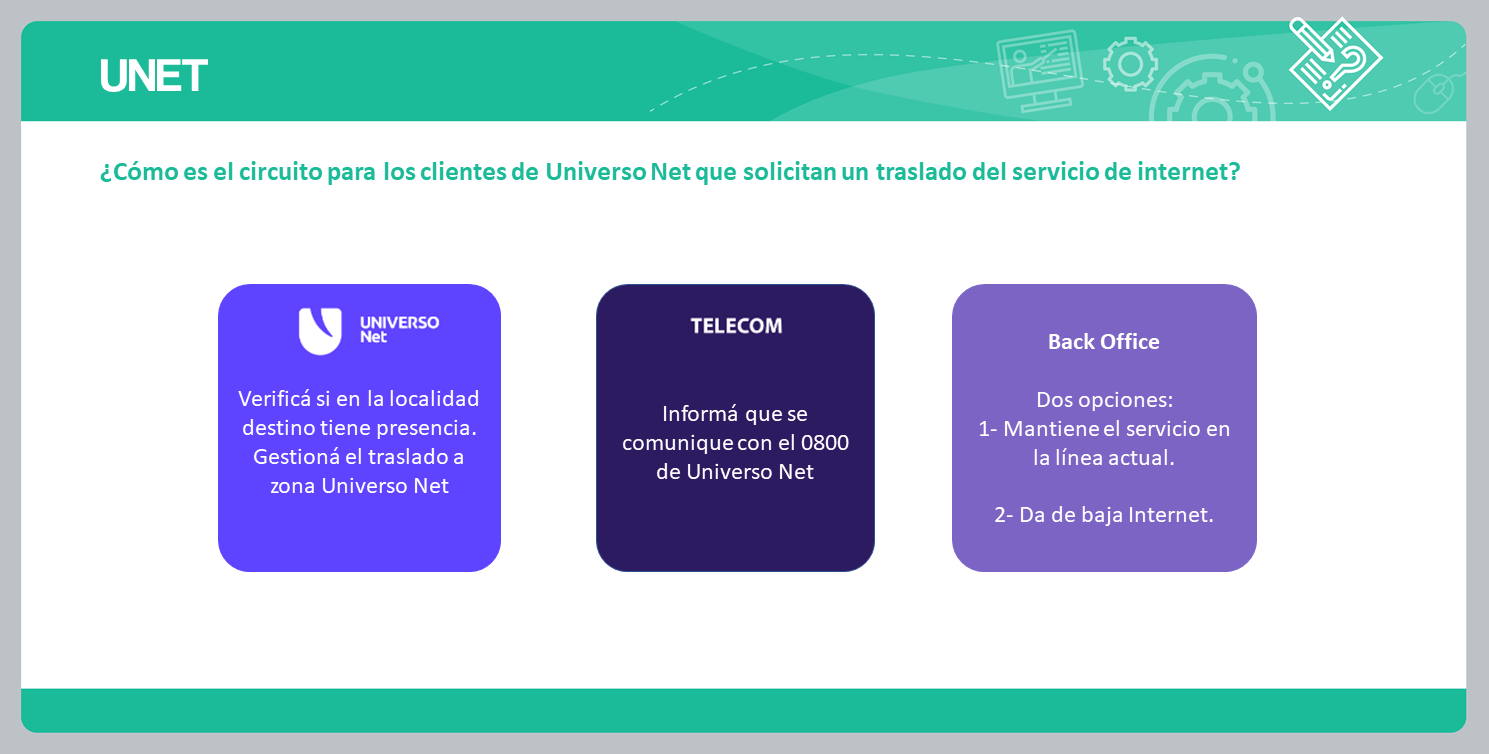 UNET
¿Cómo es el circuito para los clientes de Universo Net que solicitan un traslado del servicio de internet?
UNIVERSO
Net
Verificá si en la localidad
destino tiene presencia.
Gestioná el traslado a
zona Universo Net
TELECOM
Informá que se
comunique con el 0800
de Universo Net
Back Office
Dos opciones:
1- Mantiene el servicio en
la línea actual.
2- Da de baja Internet.